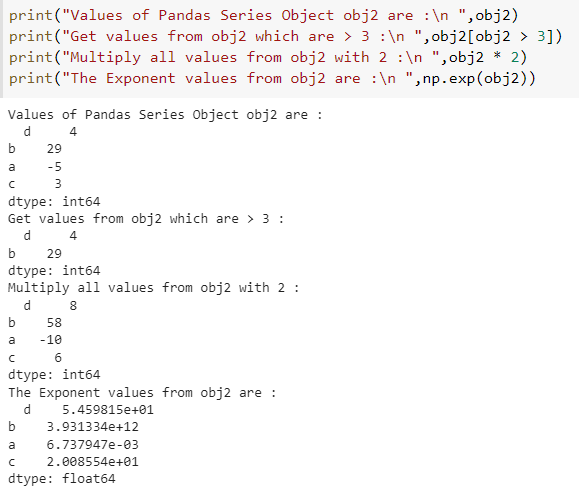 print("Values of Pandas Series Object obj2 are :\n ",obj2)
print("Get values from obj2 which are > 3 :\n ",obj2[obj2 > 3])
print("Multiply all values from obj2 with 2 :\n ",obj2 * 2)
print("The Exponent values from obj2 are :\n ",np.exp(obj2))
Values of Pandas Series Object obj2 are :
  d     4
b    29
a    -5
c     3
dtype: int64
Get values from obj2 which are > 3 :
  d     4
b    29
dtype: int64
Multiply all values from obj2 with 2 :
  d     8
b    58
a   -10
c     6
dtype: int64
The Exponent values from obj2 are :
  d    5.459815e+01
b    3.931334e+12
a    6.737947e-03
c    2.008554e+01
dtype: float64